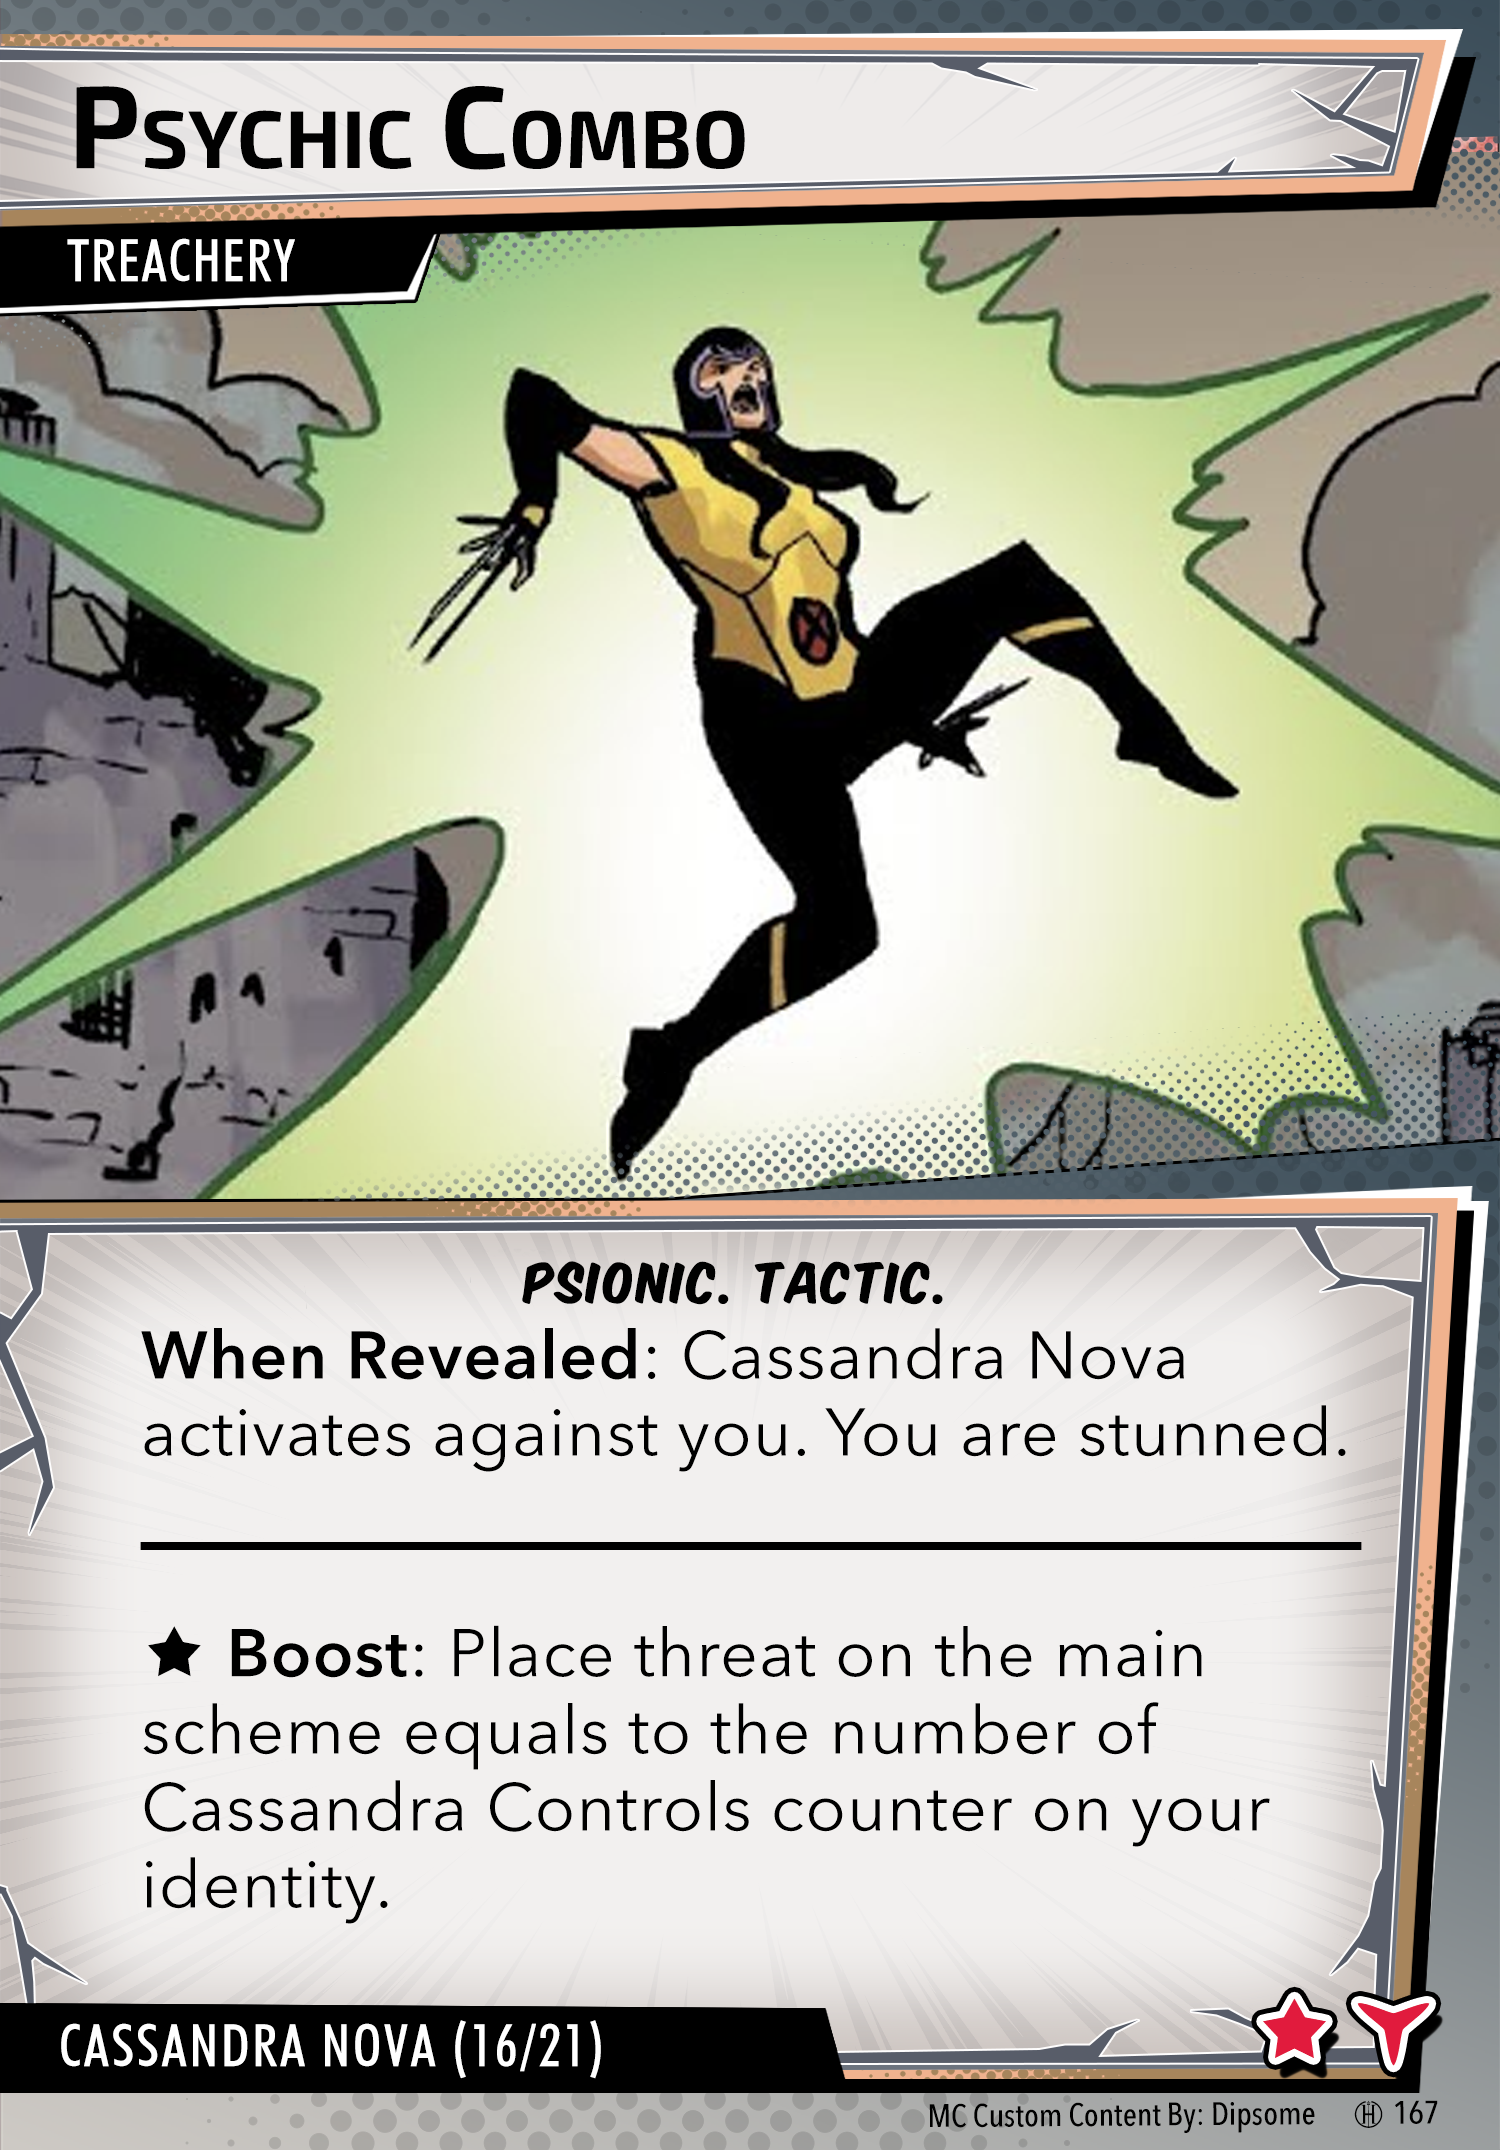 Psychic Combo
TREACHERY
PSIONIC. TACTIC.
When Revealed: Cassandra Nova
activates against you. You are stunned.
★ Boost: Place threat on the main
scheme equals to the number of
Cassandra Controls counter on your
identity.
CASSANDRA NOVA (16/21)
MC Custom Content By: Dipsome 167